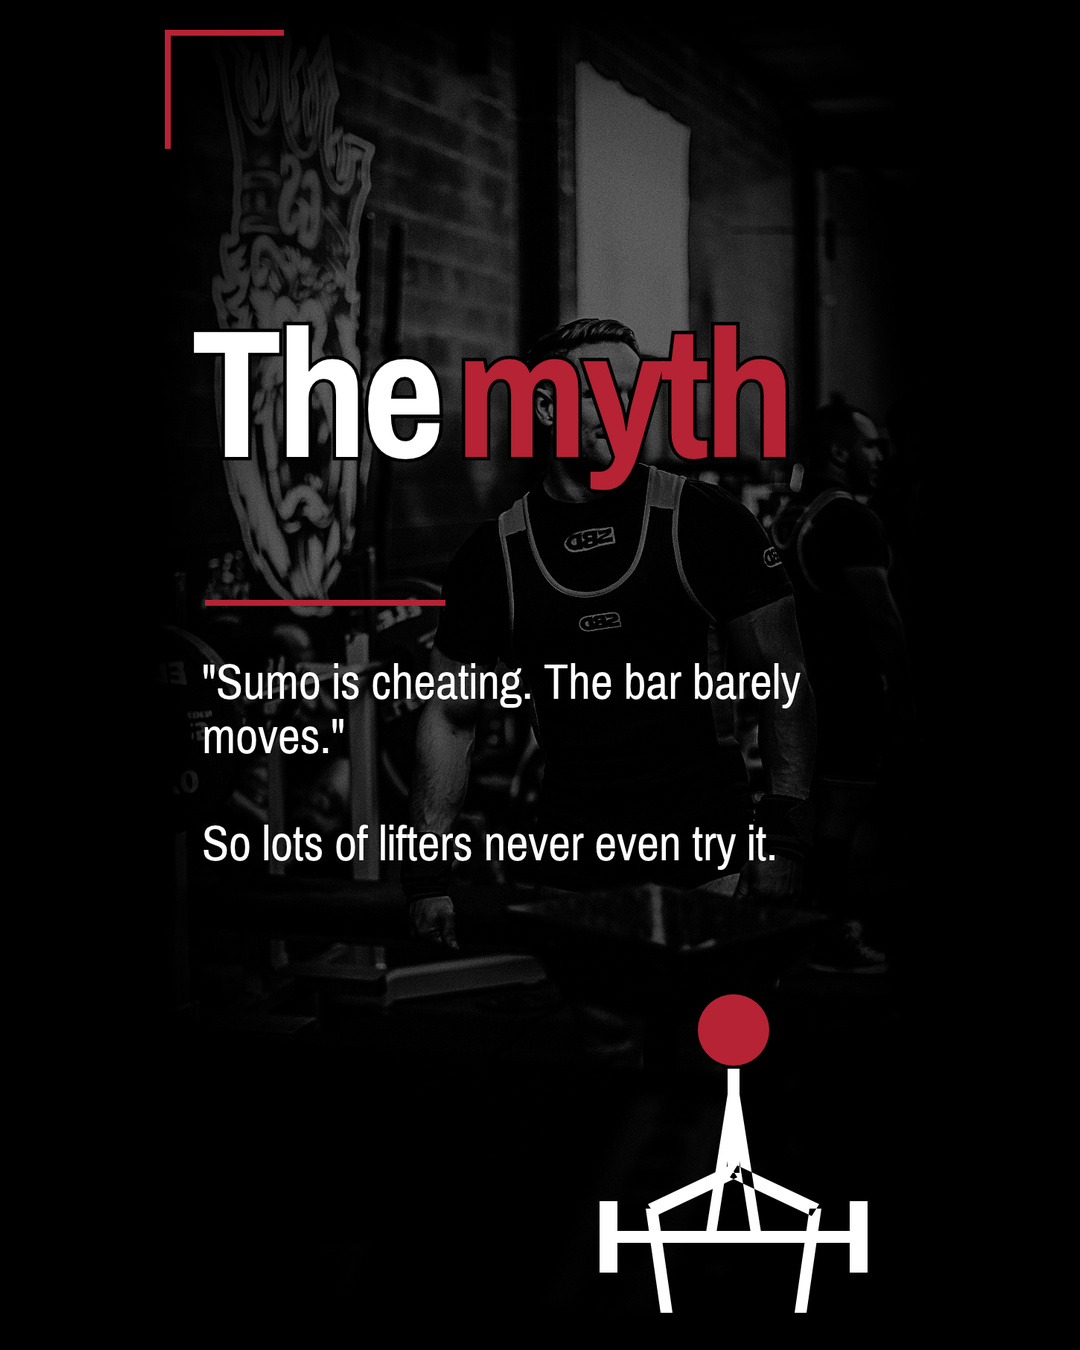 The myth
"Sumo is cheating. The bar barely
moves."
So lots of lifters never even try it.